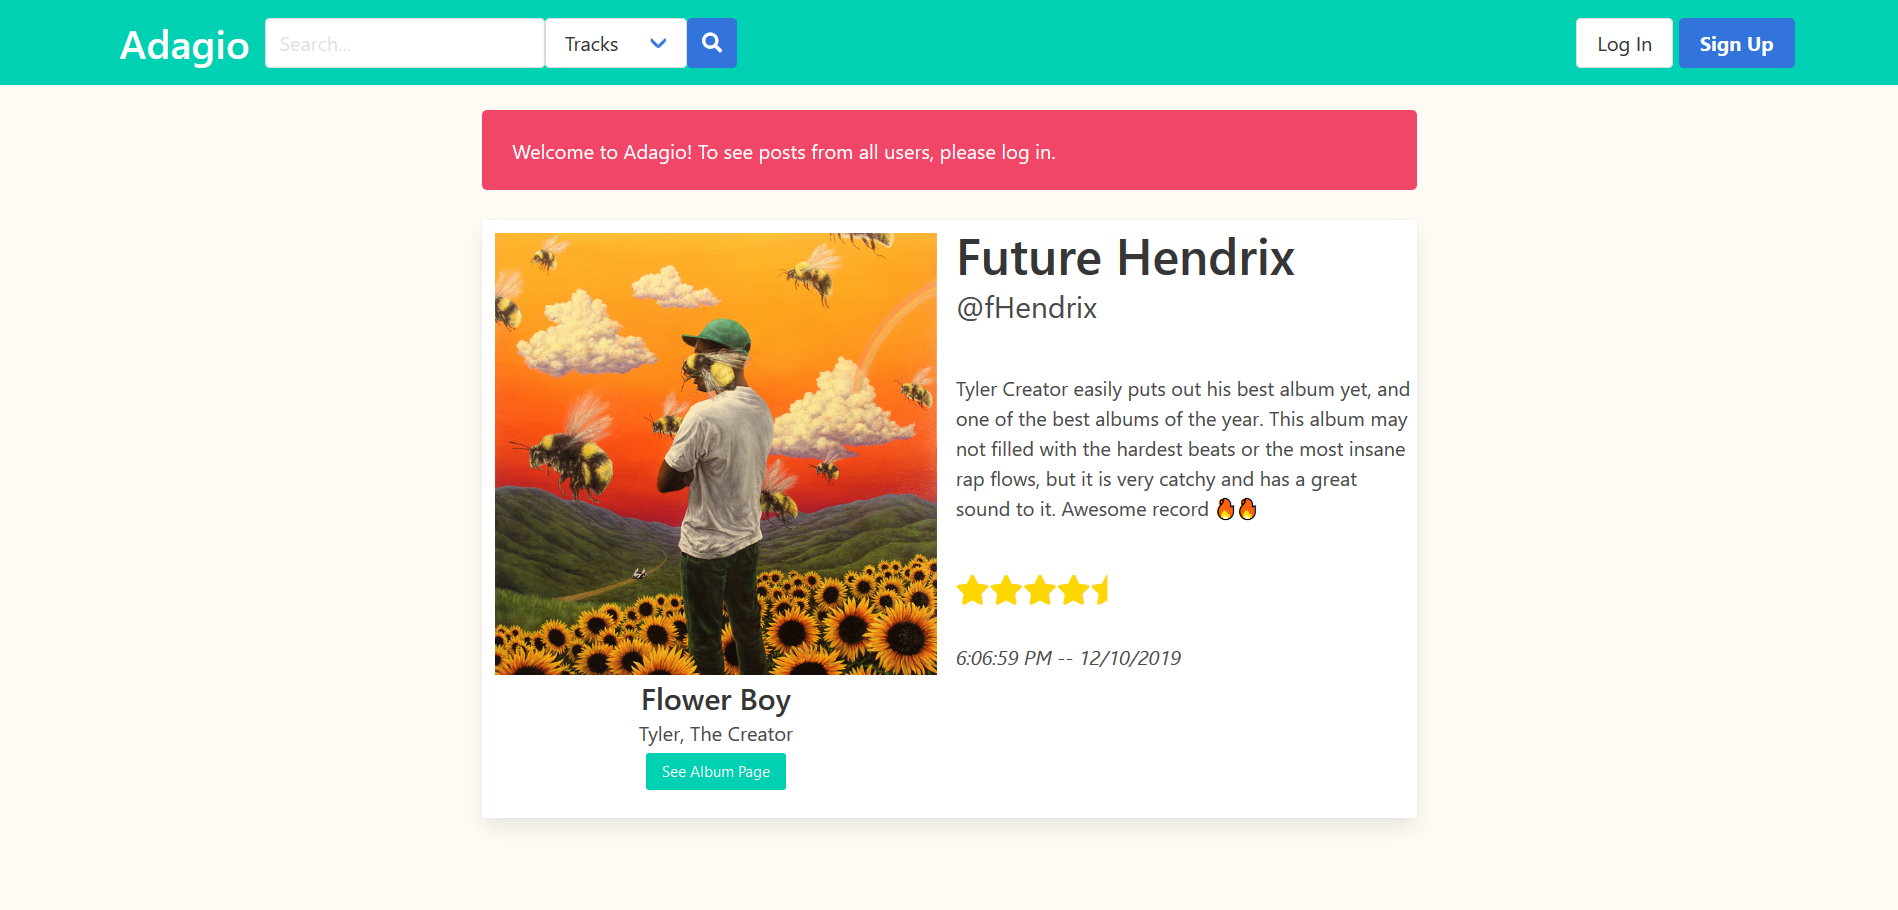 Adagio
Search...
Tracks
Log In
Sign Up
Welcome to Adagio! To see posts from all users, please log in.
Future Hendrix
@fHendrix
Tyler Creator easily puts out his best album yet, and
one of the best albums of the year. This album may
not filled with the hardest beats or the most insane
rap flows, but it is very catchy and has a great
sound to it. Awesome record 🔥🔥
6:06:59 PM -- 12/10/2019
Flower Boy
Tyler, The Creator
See Album Page